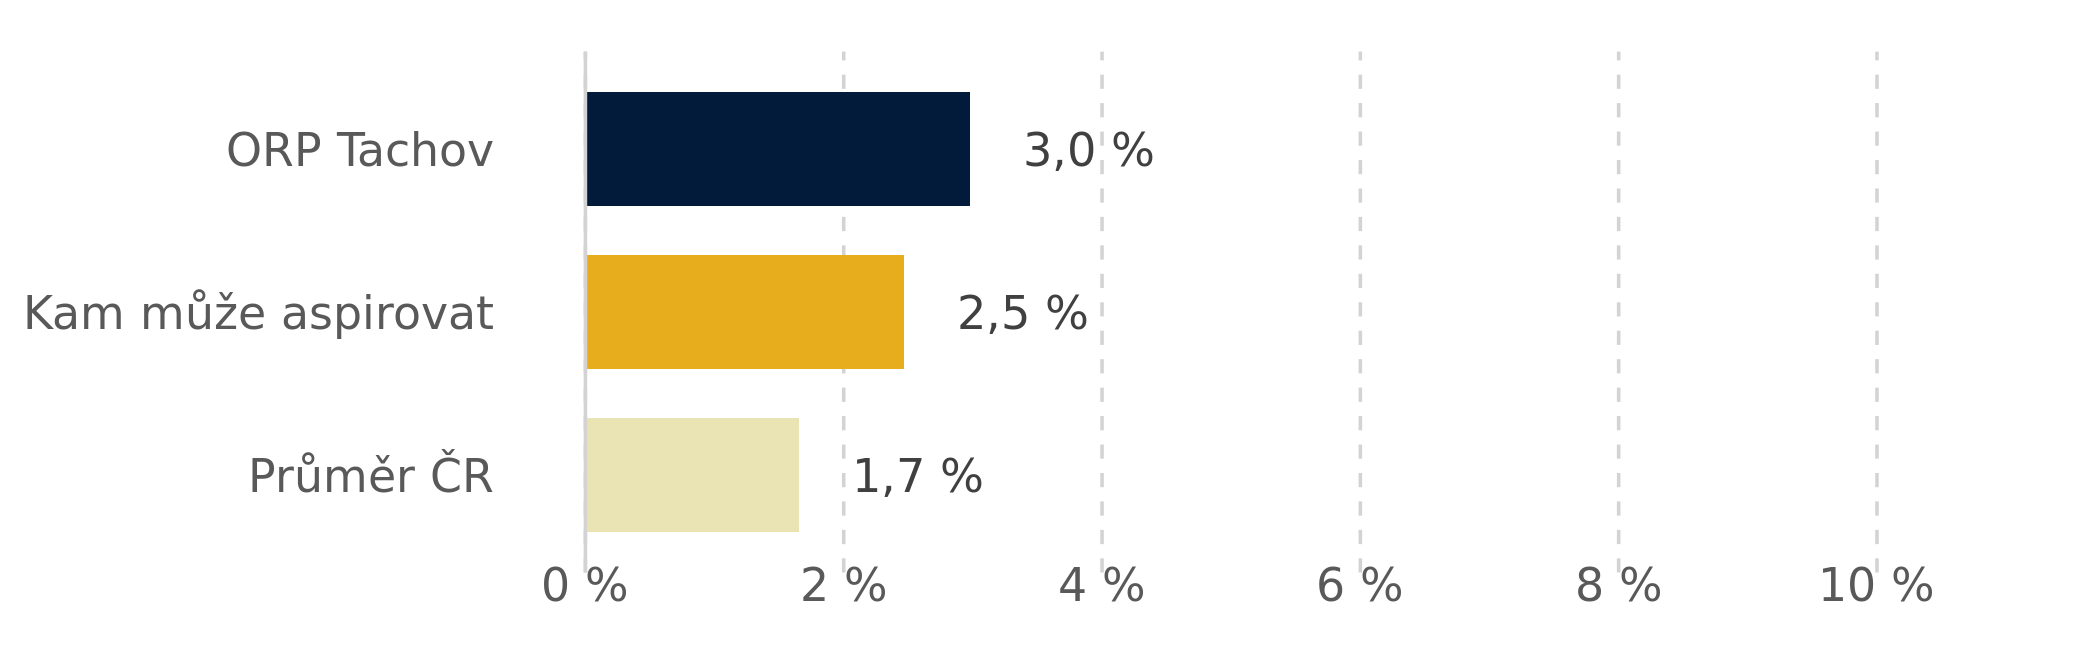 ORP Tachov
3,0 %
Kam může aspirovat
2,5 %
Průměr ČR
1,7 %
0 % 2 % 4 % 6 % 8 % 10 %